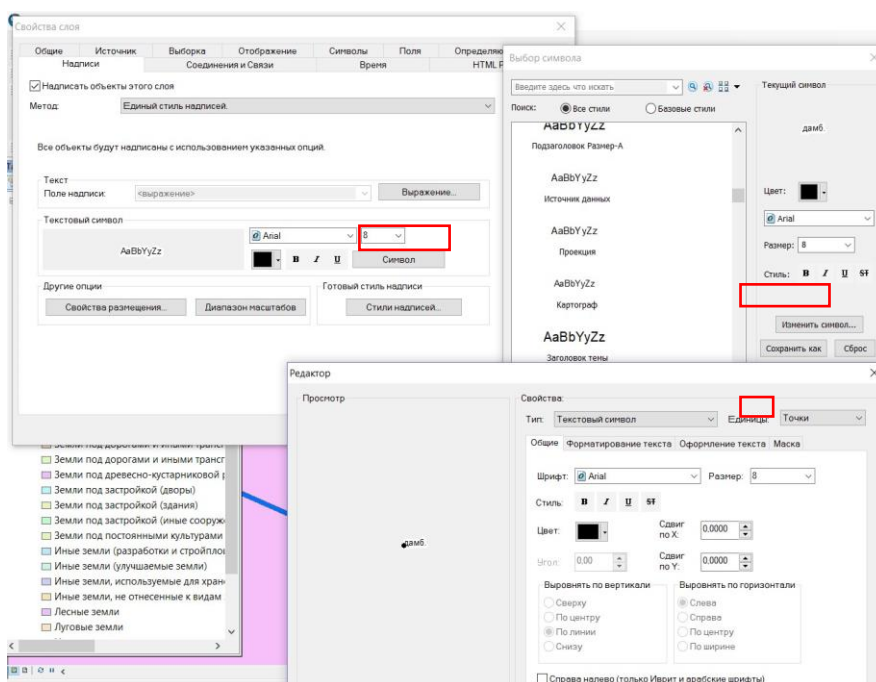 Свойства слоя
Общие Источник Выборка Отображение Символы Поля
Надписи Соединения и Связи Время
Надписать объекты этого слоя
Метод: Единый стиль надписей.
Все объекты будут надписаны с использованием указанных опций.
Текст
Поле надписи: <выражение> Выражение...
Текстовый символ
AaBbYyZz
Arial 8
B I U Символ
Другие опции
Свойства размещения... Диапазон масштабов
Готовый стиль надписи
Стили надписей...
Выбор символа
Введите здесь что искать
Поиск: Все стили Базовые стили
AaBbYyZz
Подзаголовок Размер-A
AaBbYyZz
Источник данных
AaBbYyZz
Проекция
AaBbYyZz
Картограф
AaBbYyZz
Заголовок темы
Текущий символ
дамб.
Цвет:
Arial
Размер: 8
Стиль: B I U ST
Изменить символ...
Сохранить как Сброс
Редактор
Просмотр
дамб.
Свойства:
Тип: Текстовый символ Единицы: Точки
Общие Форматирование текста Оформление текста Маска
Шрифт: Arial Размер: 8
Стиль: B I U ST
Цвет: Сдвиг по X: 0,0000
Угол: 0,00 Сдвиг по Y: 0,0000
Выровнять по вертикали
Сверху
По центру
По линии
Снизу
Выровнять по горизонтали
Слева
Справа
По центру
По ширине
Справа налево (только Иврит и арабские шрифты)
Земли под дорогами и иными трансг
Земли под древесно-кустарниковой
Земли под застройкой (дворы)
Земли под застройкой (здания)
Земли под застройкой (иные сооруж
Земли под постоянными культурами
Иные земли (разработки и стройпло
Иные земли (улучшаемые земли)
Иные земли, используемые для хран
Иные земли, не отнесенные к видам
Лесные земли
Луговые земли